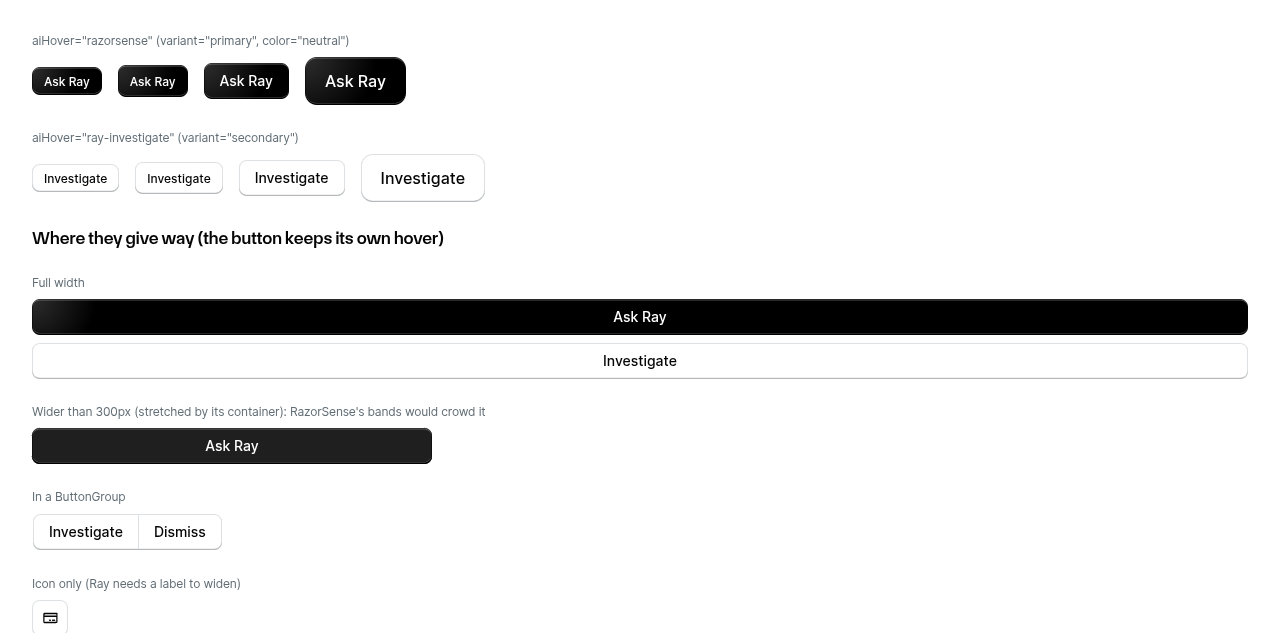 aiHover="razorsense" (variant="primary", color="neutral")
Ask Ray Ask Ray Ask Ray Ask Ray
aiHover="ray-investigate" (variant="secondary")
Investigate Investigate Investigate Investigate
Where they give way (the button keeps its own hover)
Full width
Ask Ray
Investigate
Wider than 300px (stretched by its container): RazorSense's bands would crowd it
Ask Ray
In a ButtonGroup
Investigate Dismiss
Icon only (Ray needs a label to widen)